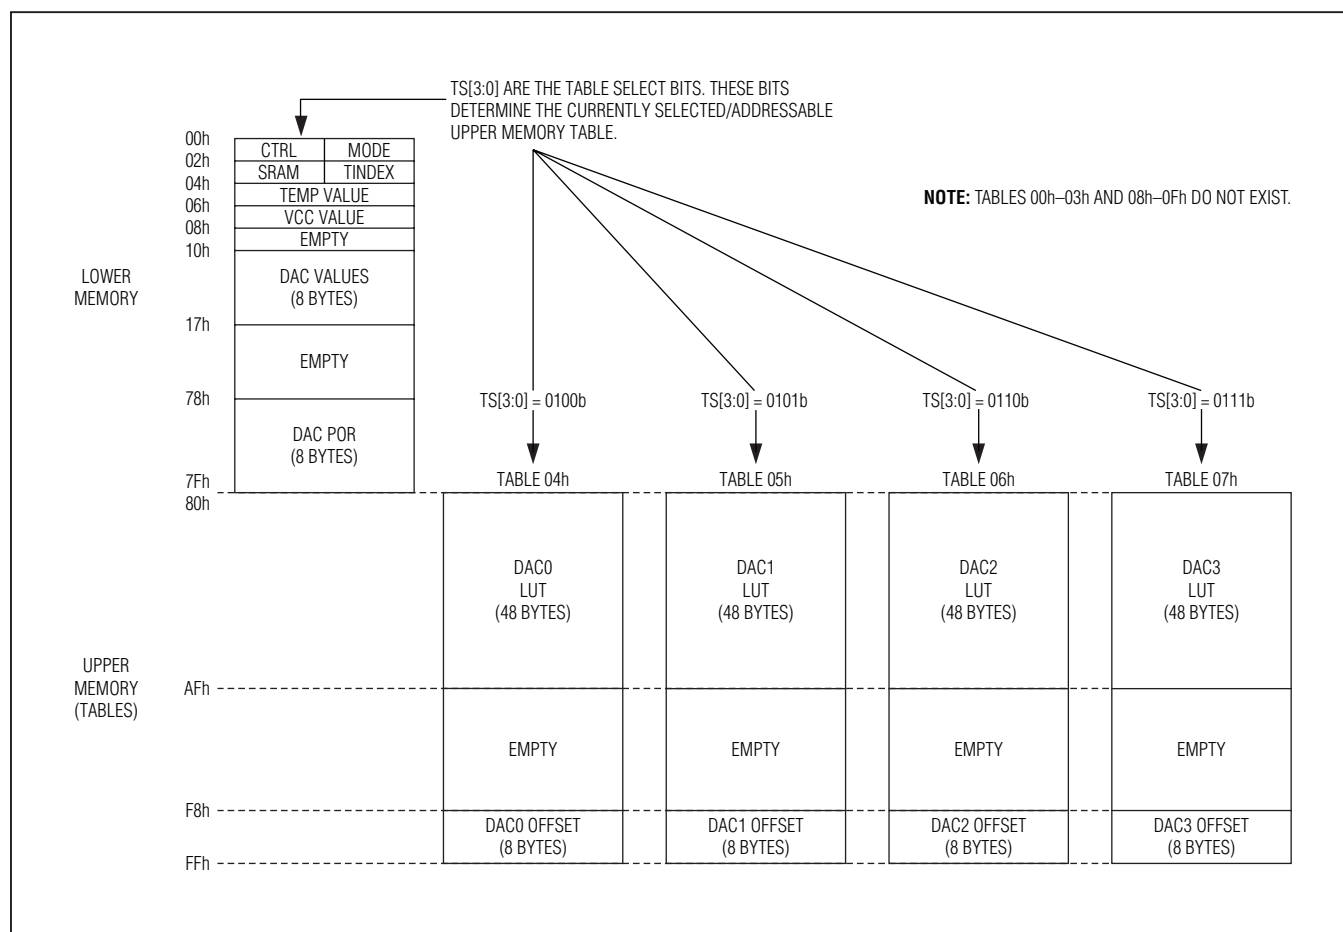 TS[3:0] ARE THE TABLE SELECT BITS. THESE BITS
DETERMINE THE CURRENTLY SELECTED/ADDRESSABLE
UPPER MEMORY TABLE.
00h
CTRL MODE
02h
SRAM TINDEX
04h
TEMP VALUE
06h
VCC VALUE
08h
EMPTY
10h
NOTE: TABLES 00h–03h AND 08h–0Fh DO NOT EXIST.
LOWER
MEMORY
DAC VALUES
(8 BYTES)
17h
EMPTY
78h
DAC POR
(8 BYTES)
7Fh
80h
TS[3:0] = 0100b TS[3:0] = 0101b TS[3:0] = 0110b TS[3:0] = 0111b
TABLE 04h TABLE 05h TABLE 06h TABLE 07h
DAC0 DAC1 DAC2 DAC3
LUT LUT LUT LUT
(48 BYTES) (48 BYTES) (48 BYTES) (48 BYTES)
UPPER
MEMORY
(TABLES)
AFh
EMPTY EMPTY EMPTY EMPTY
F8h
DAC0 OFFSET DAC1 OFFSET DAC2 OFFSET DAC3 OFFSET
(8 BYTES) (8 BYTES) (8 BYTES) (8 BYTES)
FFh